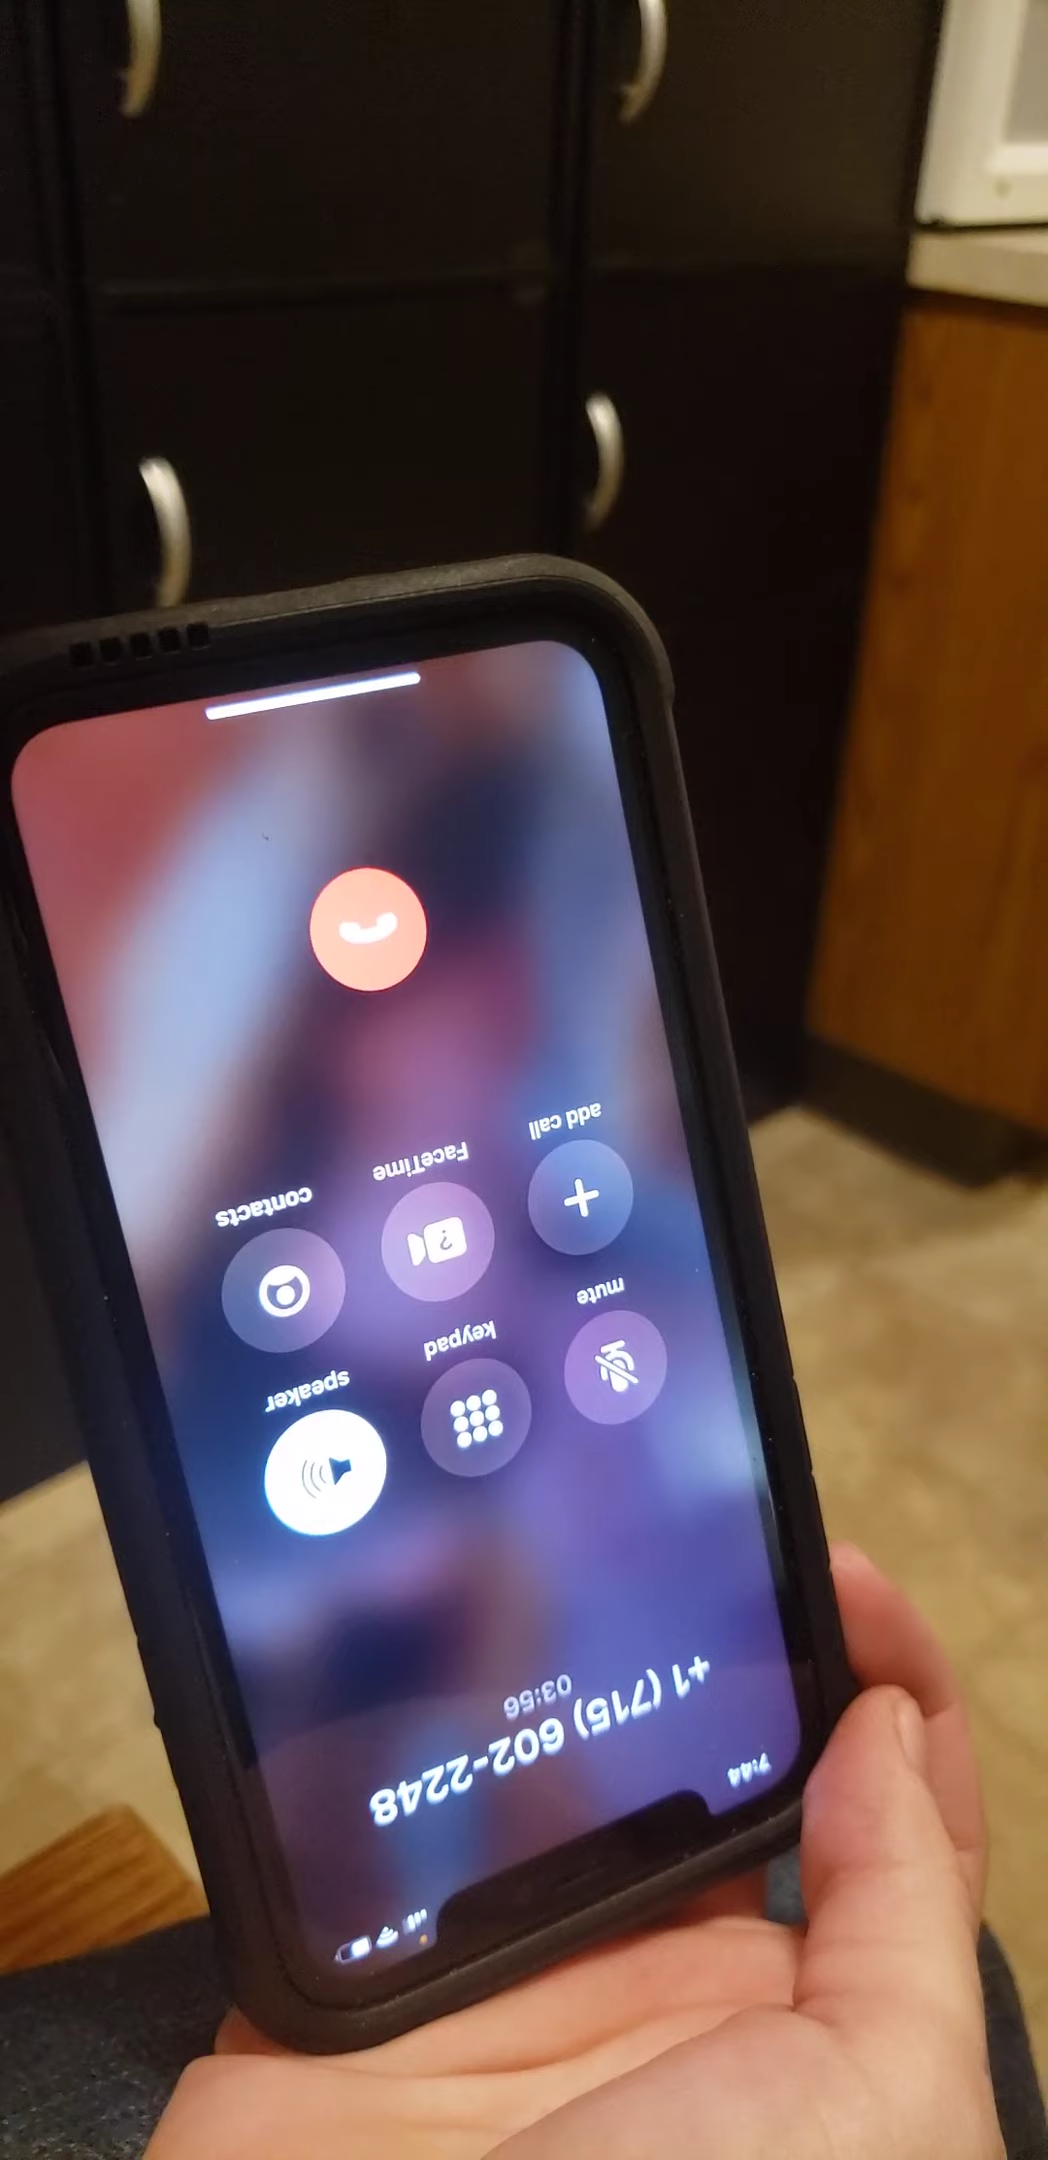 7:44
+1 (715) 602-2248
03:56
mute
keypad
speaker
add call
FaceTime
contacts